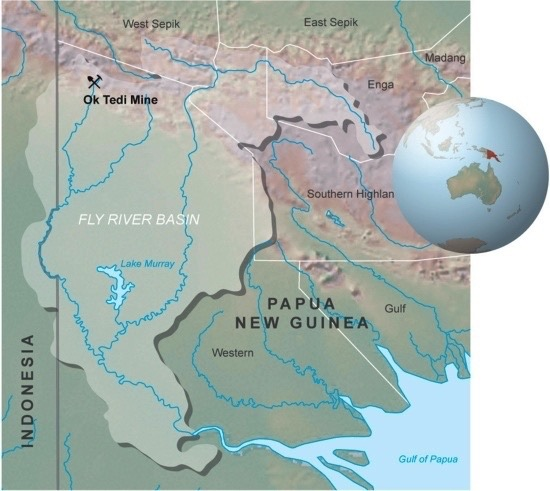 West Sepik
East Sepik
Madang
Enga
Ok Tedi Mine
Southern Highlan
FLY RIVER BASIN
Lake Murray
PAPUA
NEW GUINEA
Gulf
Western
INDONESIA
Gulf of Papua